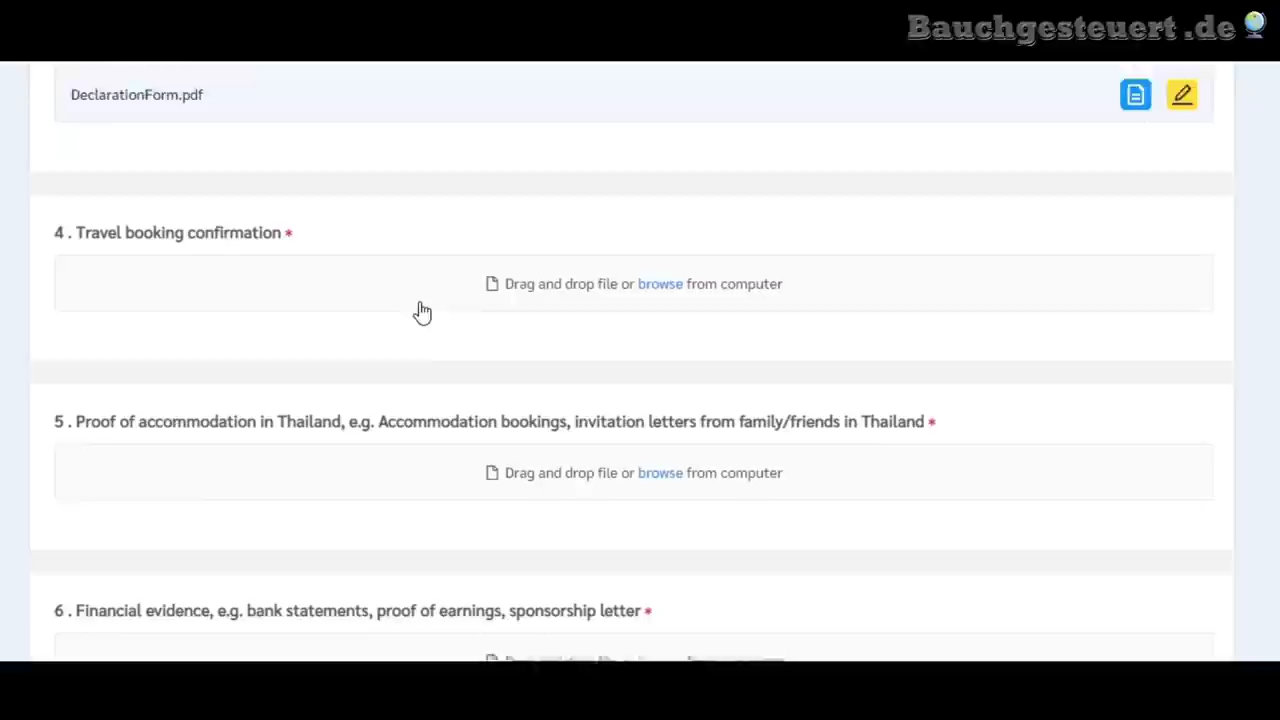 Bauchgesteuert.de
DeclarationForm.pdf
4 . Travel booking confirmation *
Drag and drop file or browse from computer
5 . Proof of accommodation in Thailand, e.g. Accommodation bookings, invitation letters from family/friends in Thailand *
Drag and drop file or browse from computer
6 . Financial evidence, e.g. bank statements, proof of earnings, sponsorship letter *